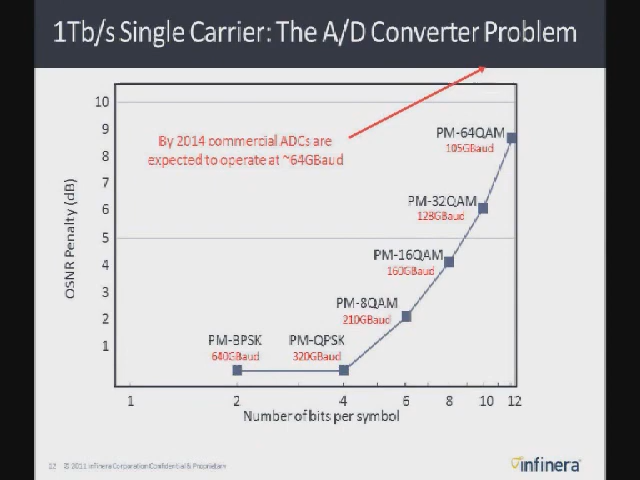 1Tb/s Single Carrier: The A/D Converter Problem
10
9
8
7
6
5
4
3
2
1
OSNR Penalty (dB)
By 2014 commercial ADCs are
expected to operate at ~64GBaud
PM-64QAM
105GBaud
PM-32QAM
128GBaud
PM-16QAM
160GBaud
PM-8QAM
210GBaud
PM-BPSK
640GBaud
PM-QPSK
320GBaud
1 2 4 6 8 10 12
Number of bits per symbol
12 © 2011 Infinera Corporation Confidential & Proprietary
infinera